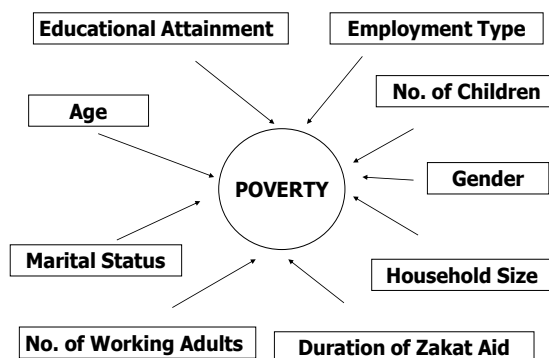 Educational Attainment
Employment Type
No. of Children
Age
POVERTY
Gender
Marital Status
Household Size
No. of Working Adults
Duration of Zakat Aid